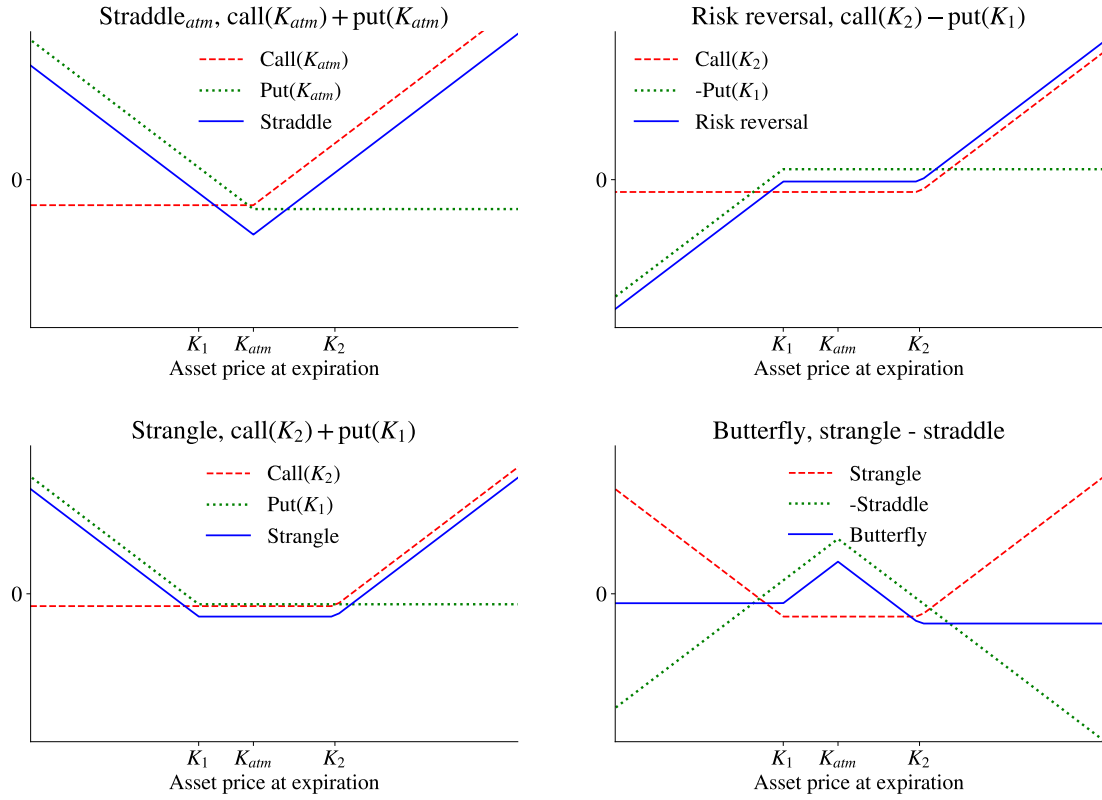 Straddle_atm, call(K_atm) + put(K_atm)
Call(K_atm)
Put(K_atm)
Straddle
0
K_1 K_atm K_2
Asset price at expiration
Risk reversal, call(K_2) − put(K_1)
Call(K_2)
-Put(K_1)
Risk reversal
0
K_1 K_atm K_2
Asset price at expiration
Strangle, call(K_2) + put(K_1)
Call(K_2)
Put(K_1)
Strangle
0
K_1 K_atm K_2
Asset price at expiration
Butterfly, strangle - straddle
Strangle
-Straddle
Butterfly
0
K_1 K_atm K_2
Asset price at expiration